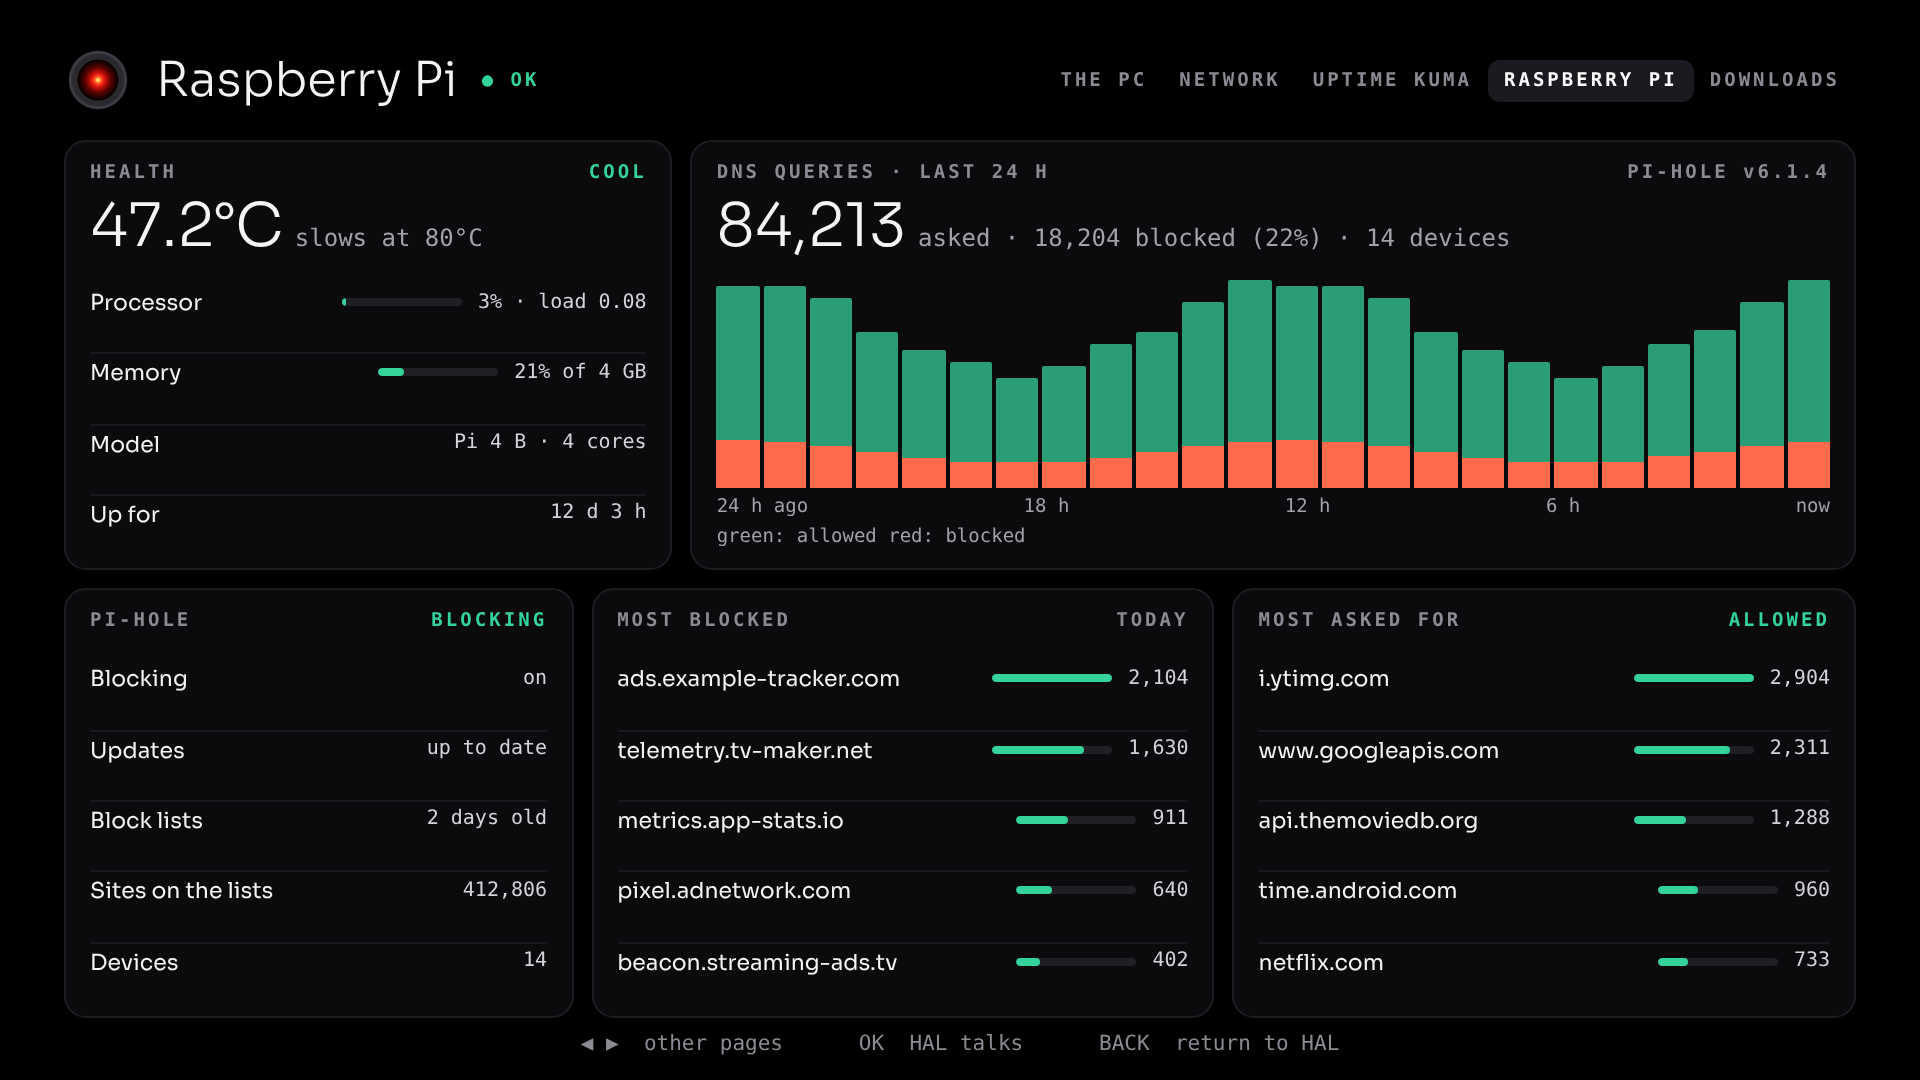 Raspberry Pi ● OK
THE PC NETWORK UPTIME KUMA RASPBERRY PI DOWNLOADS
HEALTH COOL
47.2°C slows at 80°C
Processor 3% · load 0.08
Memory 21% of 4 GB
Model Pi 4 B · 4 cores
Up for 12 d 3 h
DNS QUERIES · LAST 24 H PI-HOLE v6.1.4
84,213 asked · 18,204 blocked (22%) · 14 devices
24 h ago 18 h 12 h 6 h now
green: allowed red: blocked
PI-HOLE BLOCKING
Blocking on
Updates up to date
Block lists 2 days old
Sites on the lists 412,806
Devices 14
MOST BLOCKED TODAY
ads.example-tracker.com 2,104
telemetry.tv-maker.net 1,630
metrics.app-stats.io 911
pixel.adnetwork.com 640
beacon.streaming-ads.tv 402
MOST ASKED FOR ALLOWED
i.ytimg.com 2,904
www.googleapis.com 2,311
api.themoviedb.org 1,288
time.android.com 960
netflix.com 733
◀ ▶ other pages OK HAL talks BACK return to HAL